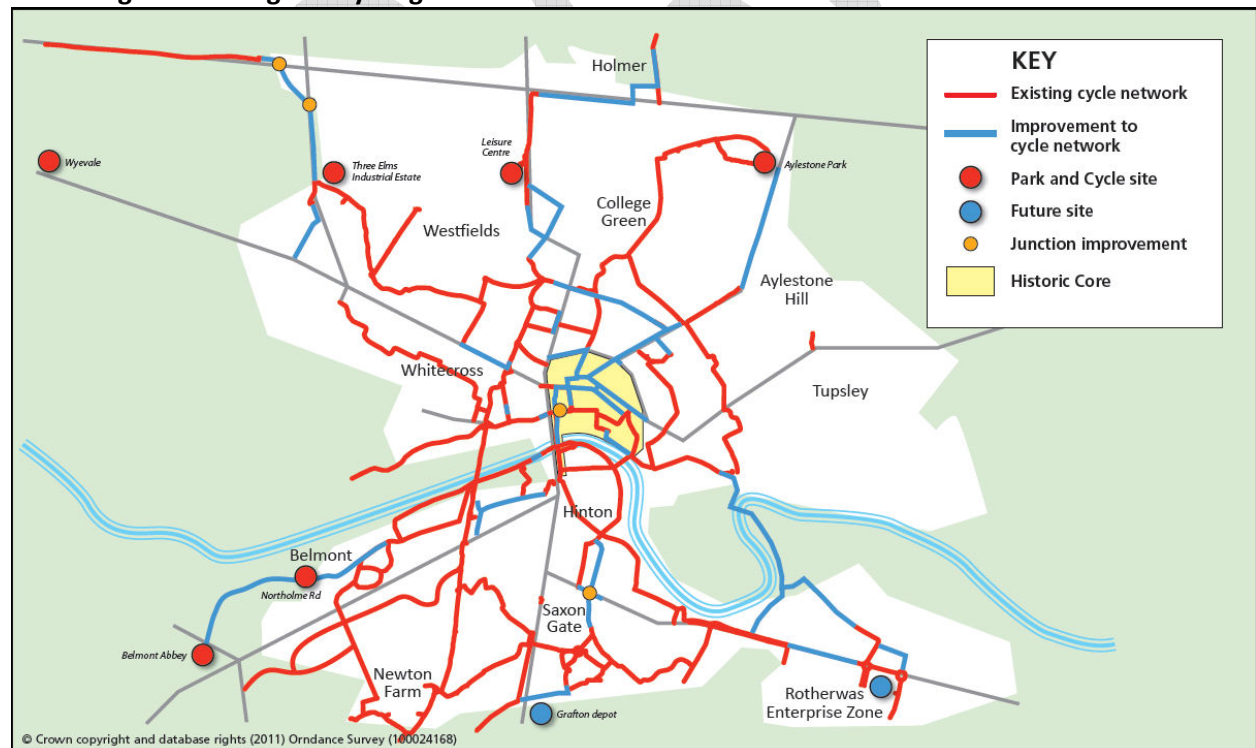 KEY
Existing cycle network
Improvement to
cycle network
Park and Cycle site
Future site
Junction improvement
Historic Core
Holmer
Wyevale
Three Elms
Industrial Estate
Leisure
Centre
Aylestone Park
College
Green
Westfields
Aylestone
Hill
Whitecross
Tupsley
Hinton
Belmont
Northolme Rd
Saxon
Gate
Belmont Abbey
Newton
Farm
Grafton depot
Rotherwas
Enterprise Zone
© Crown copyright and database rights (2011) Orndance Survey (100024168)